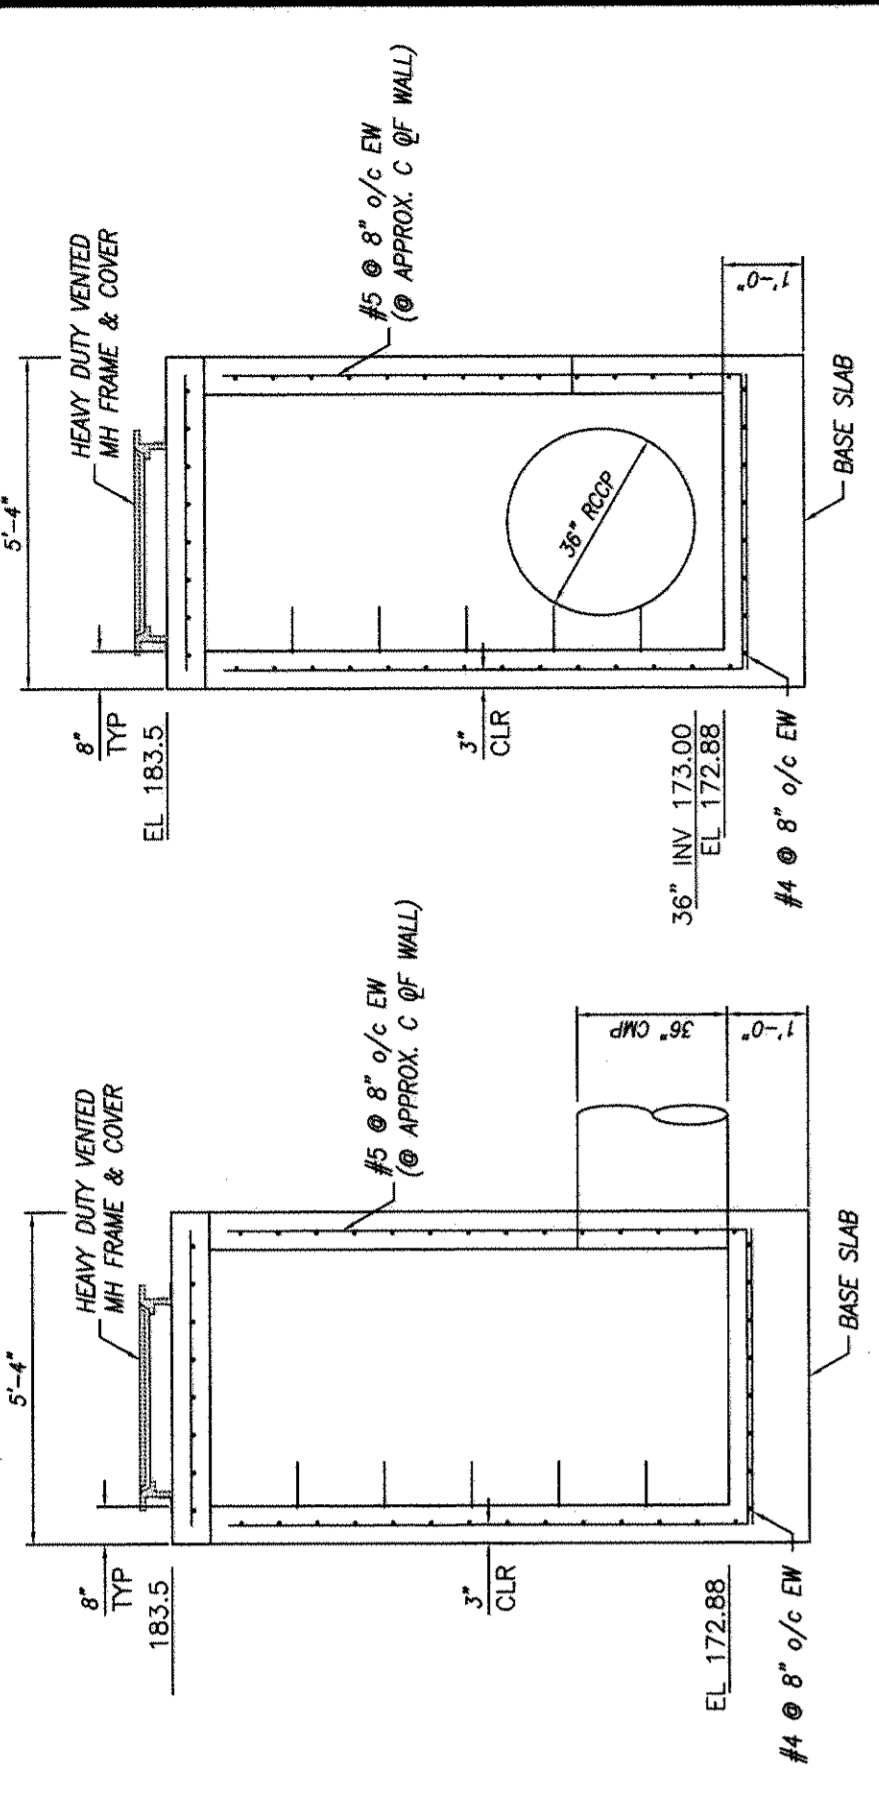 5'-4"
HEAVY DUTY VENTED
MH FRAME & COVER
8"
TYP
183.5
#5 @ 8" o/c EW
(@ APPROX. C OF WALL)
3"
CLR
36" CMP
1'-0"
EL 172.88
#4 @ 8" o/c EW
BASE SLAB
5'-4"
HEAVY DUTY VENTED
MH FRAME & COVER
8"
TYP
EL 183.5
#5 @ 8" o/c EW
(@ APPROX. C OF WALL)
3"
CLR
36" RCCP
1'-0"
36" INV 173.00
EL 172.88
#4 @ 8" o/c EW
BASE SLAB